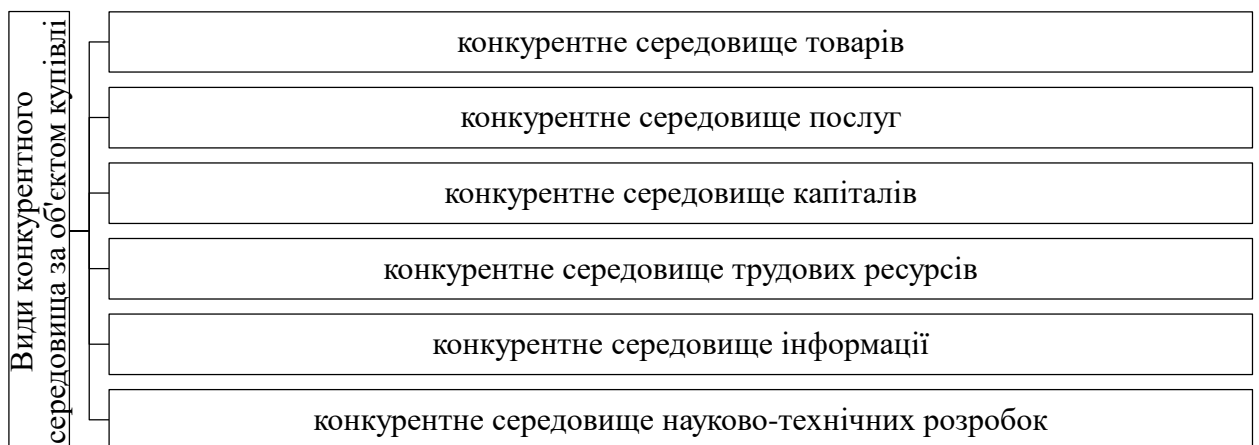 Види конкурентного
середовища за об'єктом купівлі
конкурентне середовище товарів
конкурентне середовище послуг
конкурентне середовище капіталів
конкурентне середовище трудових ресурсів
конкурентне середовище інформації
конкурентне середовище науково-технічних розробок